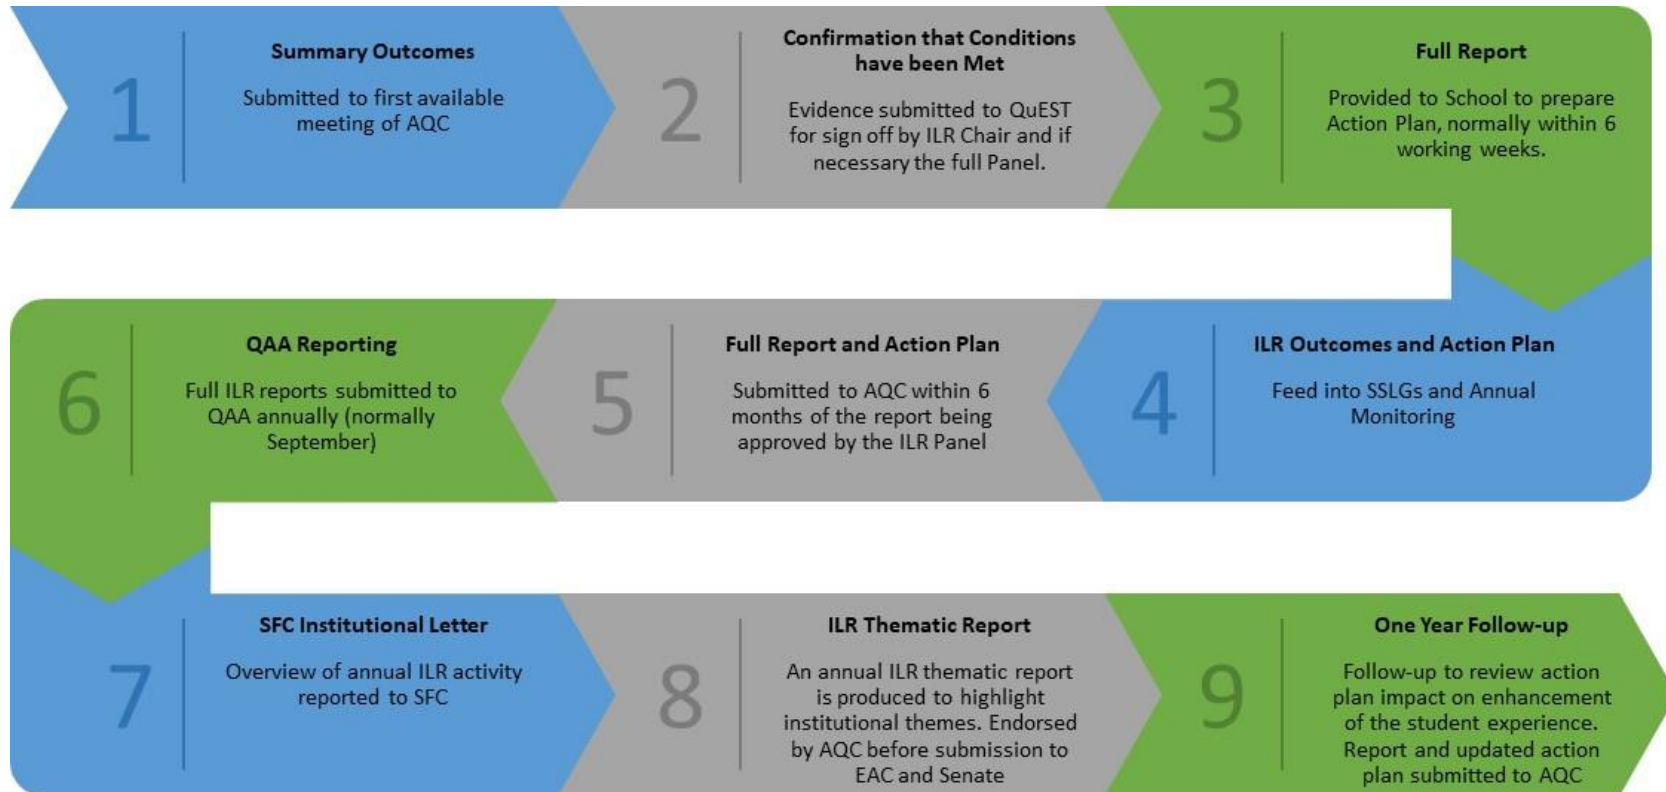 1
Summary Outcomes
Submitted to first available
meeting of AQC
2
Confirmation that Conditions
have been Met
Evidence submitted to QuEST
for sign off by ILR Chair and if
necessary the full Panel.
3
Full Report
Provided to School to prepare
Action Plan, normally within 6
working weeks.
4
ILR Outcomes and Action Plan
Feed into SSLGs and Annual
Monitoring
5
Full Report and Action Plan
Submitted to AQC within 6
months of the report being
approved by the ILR Panel
6
QAA Reporting
Full ILR reports submitted to
QAA annually (normally
September)
7
SFC Institutional Letter
Overview of annual ILR activity
reported to SFC
8
ILR Thematic Report
An annual ILR thematic report
is produced to highlight
institutional themes. Endorsed
by AQC before submission to
EAC and Senate
9
One Year Follow-up
Follow-up to review action
plan impact on enhancement
of the student experience.
Report and updated action
plan submitted to AQC